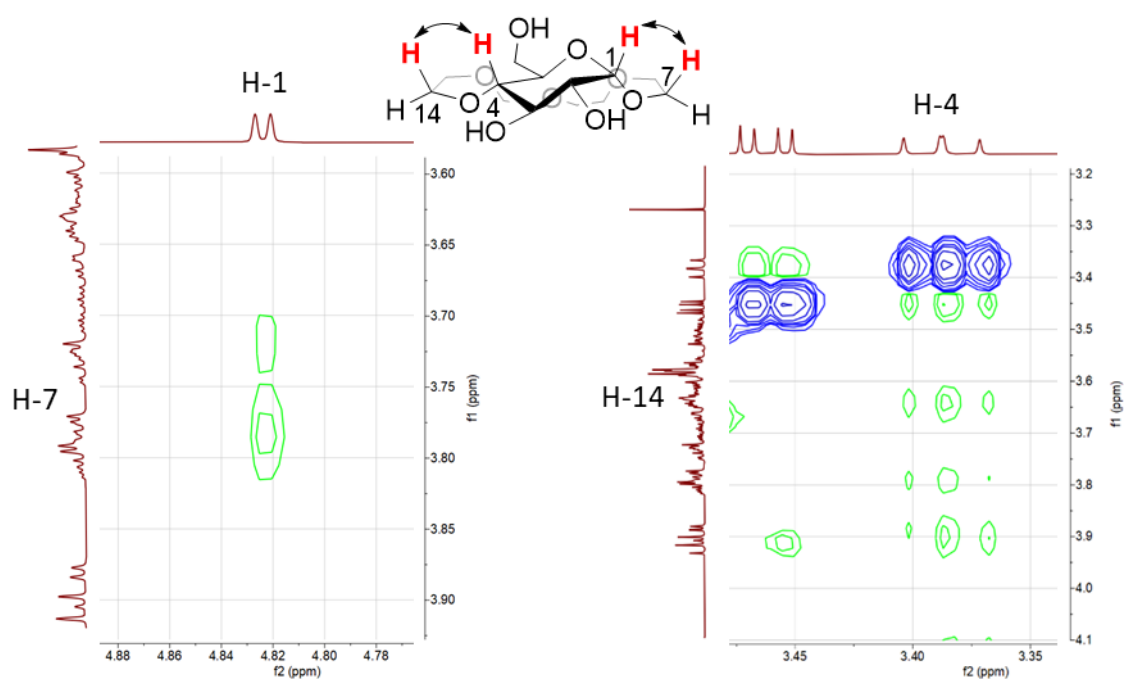 OH
H
H
O
1
H
H
H-1
O
O
7
H
14
O
4
O
O
H
HO
OH
H-4
H-7
3.60
3.65
3.70
3.75
3.80
3.85
3.90
f1 (ppm)
4.88
4.86
4.84
4.82
4.80
4.78
f2 (ppm)
H-14
3.2
3.3
3.4
3.5
3.6
3.7
3.8
3.9
4.0
4.1
f1 (ppm)
3.45
3.40
3.35
f2 (ppm)